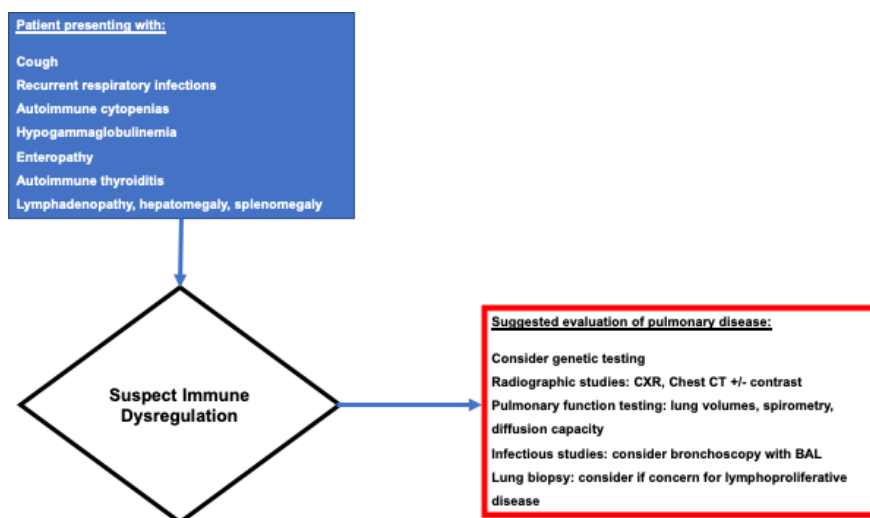 Patient presenting with:
Cough
Recurrent respiratory infections
Autoimmune cytopenias
Hypogammaglobulinemia
Enteropathy
Autoimmune thyroiditis
Lymphadenopathy, hepatomegaly, splenomegaly
Suspect Immune
Dysregulation
Suggested evaluation of pulmonary disease:
Consider genetic testing
Radiographic studies: CXR, Chest CT +/- contrast
Pulmonary function testing: lung volumes, spirometry,
diffusion capacity
Infectious studies: consider bronchoscopy with BAL
Lung biopsy: consider if concern for lymphoproliferative
disease